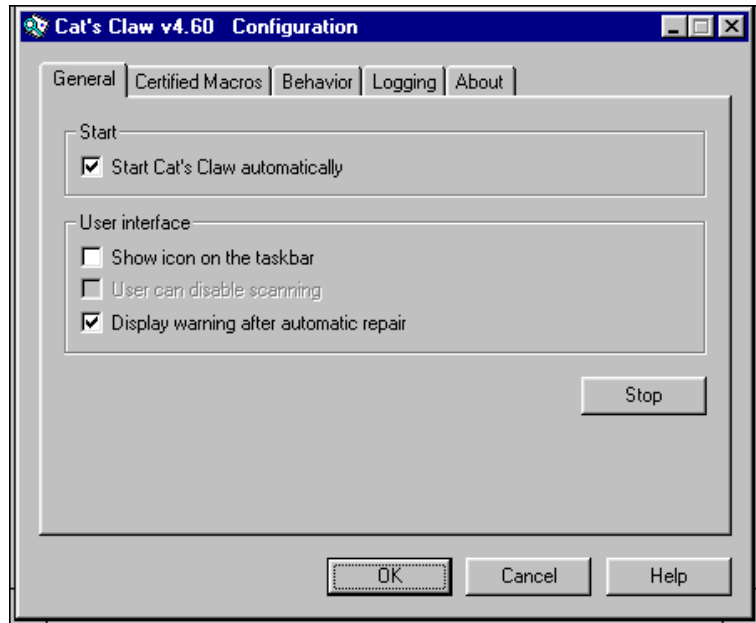 Cat's Claw v4.60   Configuration
General Certified Macros Behavior Logging About
Start
Start Cat's Claw automatically
User interface
Show icon on the taskbar
User can disable scanning
Display warning after automatic repair
Stop
OK Cancel Help